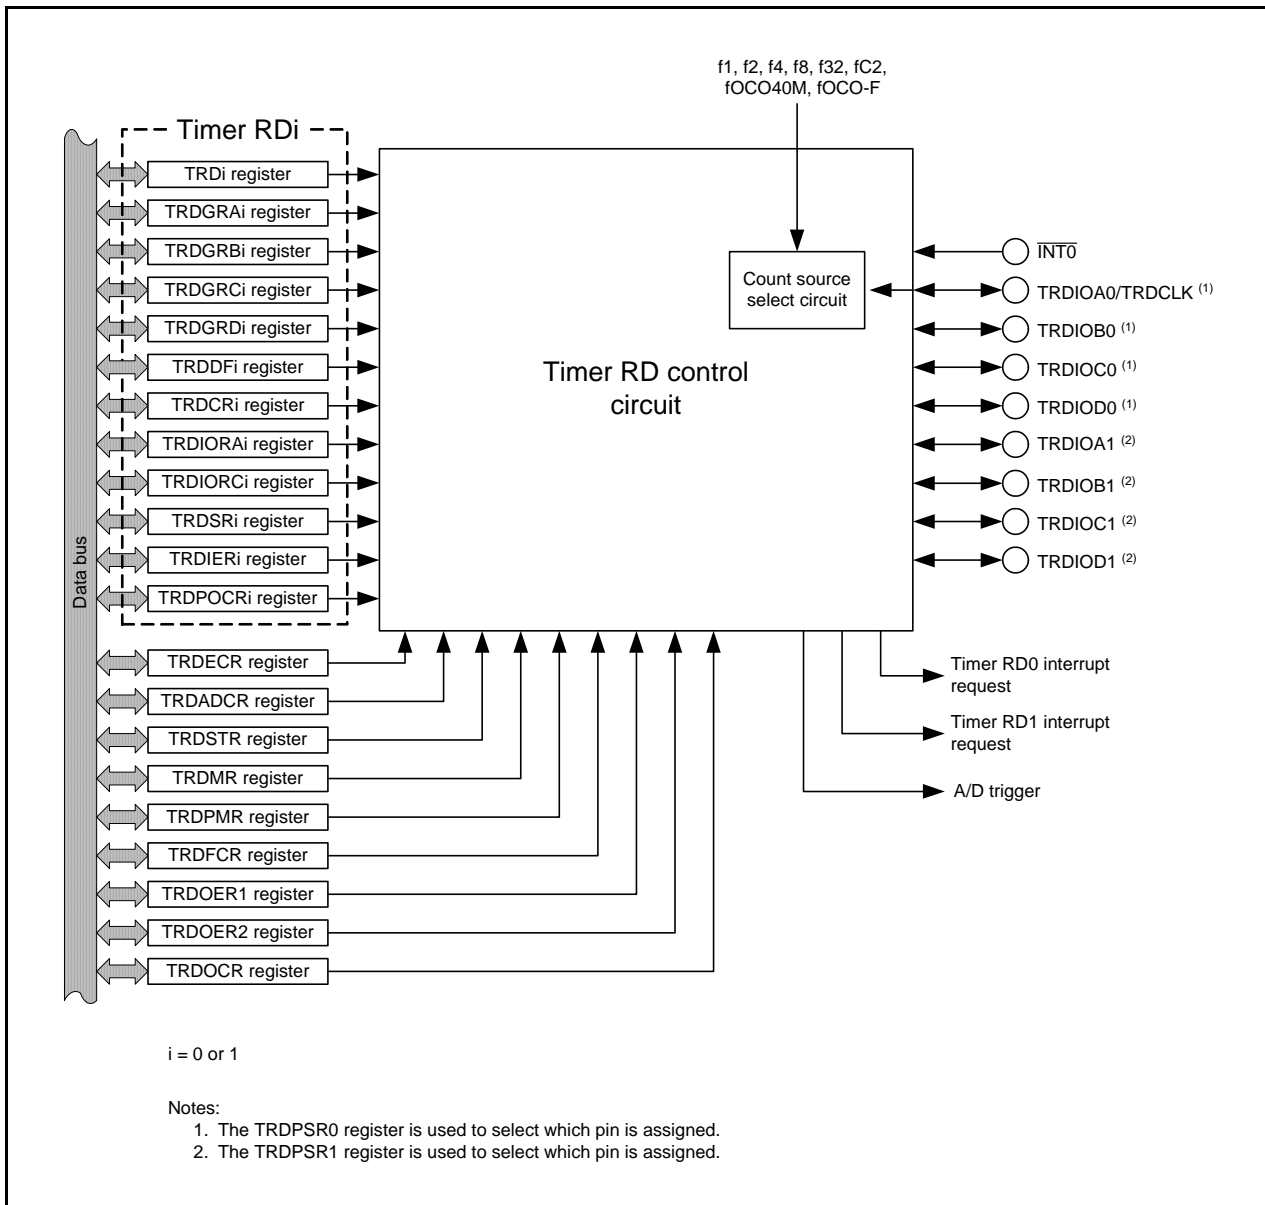 f1, f2, f4, f8, f32, fC2,
fOCO40M, fOCO-F
Timer RDi
TRDi register
TRDGRAi register
TRDGRBi register
TRDGRCi register
TRDGRDi register
TRDDFi register
TRDCRi register
TRDIORAi register
TRDIORCi register
TRDSRi register
TRDIERi register
TRDPOCRi register
Data bus
TRDECR register
TRDADCR register
TRDSTR register
TRDMR register
TRDPMR register
TRDFCR register
TRDOER1 register
TRDOER2 register
TRDOCR register
Timer RD control
circuit
Count source
select circuit
INT0
TRDIOA0/TRDCLK (1)
TRDIOB0 (1)
TRDIOC0 (1)
TRDIOD0 (1)
TRDIOA1 (2)
TRDIOB1 (2)
TRDIOC1 (2)
TRDIOD1 (2)
Timer RD0 interrupt
request
Timer RD1 interrupt
request
A/D trigger
i = 0 or 1
Notes:
1. The TRDPSR0 register is used to select which pin is assigned.
2. The TRDPSR1 register is used to select which pin is assigned.